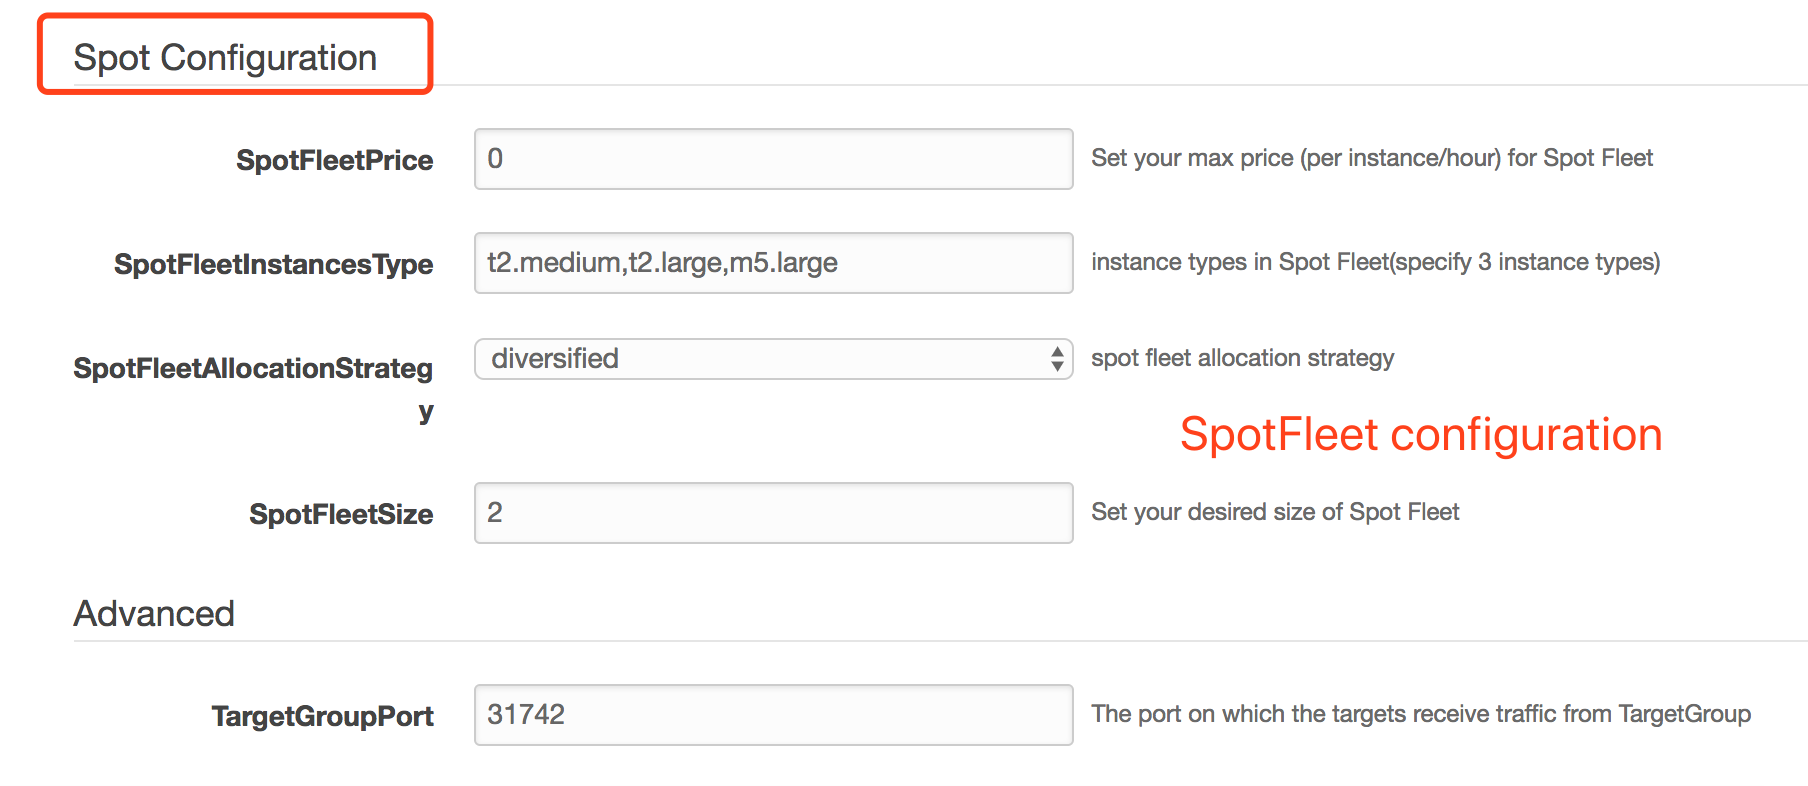 Spot Configuration
SpotFleetPrice 0 Set your max price (per instance/hour) for Spot Fleet
SpotFleetInstancesType t2.medium,t2.large,m5.large instance types in Spot Fleet(specify 3 instance types)
SpotFleetAllocationStrateg diversified spot fleet allocation strategy
y
SpotFleet configuration
SpotFleetSize 2 Set your desired size of Spot Fleet
Advanced
TargetGroupPort 31742 The port on which the targets receive traffic from TargetGroup